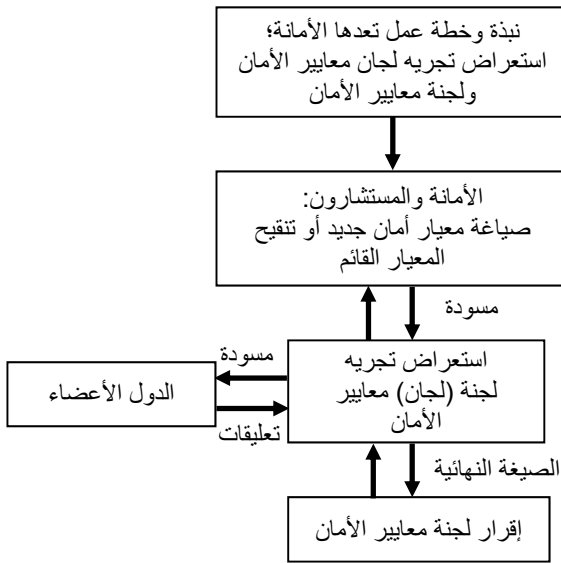 نبذة وخطة عمل تعدها الأمانة؛
استعراض تجريه لجان معايير الأمان
ولجنة معايير الأمان
الأمانة والمستشارون:
صياغة معيار أمان جديد أو تنقيح
المعيار القائم
مسودة
استعراض تجريه
لجنة (لجان) معايير
الأمان
مسودة
الدول الأعضاء
تعليقات
الصيغة النهائية
إقرار لجنة معايير الأمان